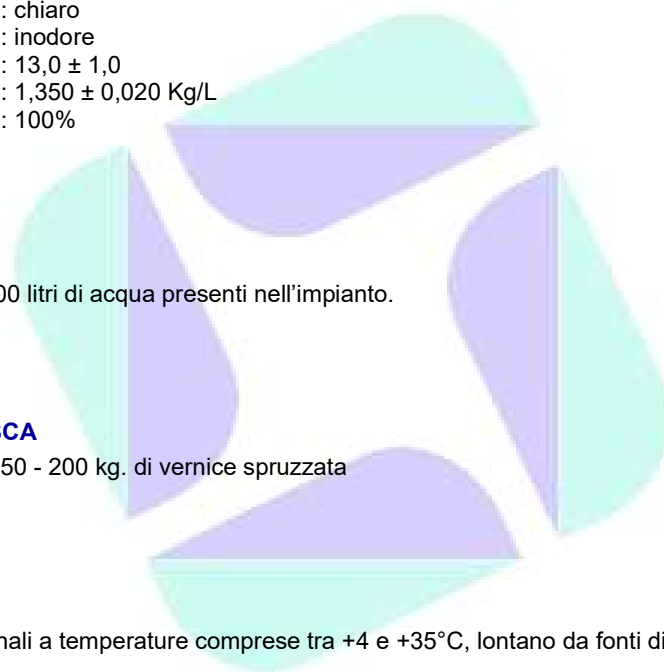 : chiaro
: inodore
: 13,0 ± 1,0
: 1,350 ± 0,020 Kg/L
: 100%
00 litri di acqua presenti nell’impianto.
SCA
50 - 200 kg. di vernice spruzzata
nali a temperature comprese tra +4 e +35°C, lontano da fonti di